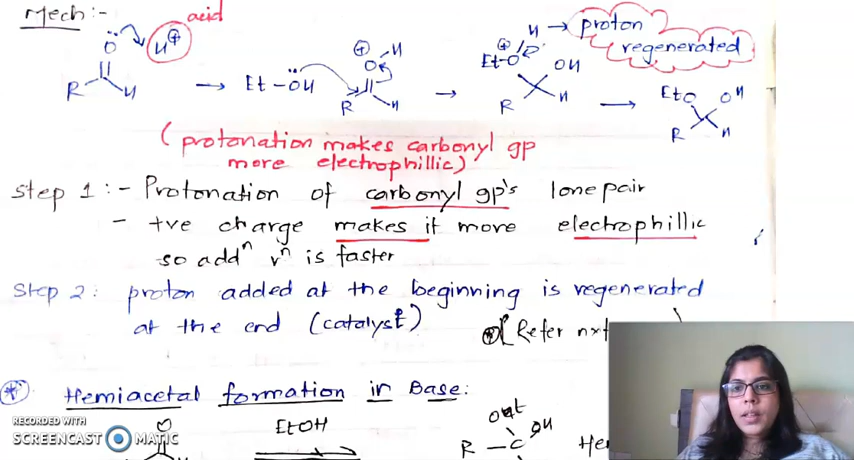 Mech:-
acid
H⊕
H → proton regenerated
O
R H
→ Et-ÖH
⊕ O-H
R H
→
Et-O⊕ OH
R H
→
EtO OH
R H
(protonation makes carbonyl gp
more electrophillic)
Step 1:- Protonation of carbonyl gp's lone pair
- +ve charge makes it more electrophillic
so addⁿ rⁿ is faster
Step 2: proton added at the beginning is regenerated
at the end (catalyst)
⊕[Refer nxt
* Hemiacetal formation in Base:
RECORDED WITH
SCREENCAST MATIC
O
EtOH
OH
R - C